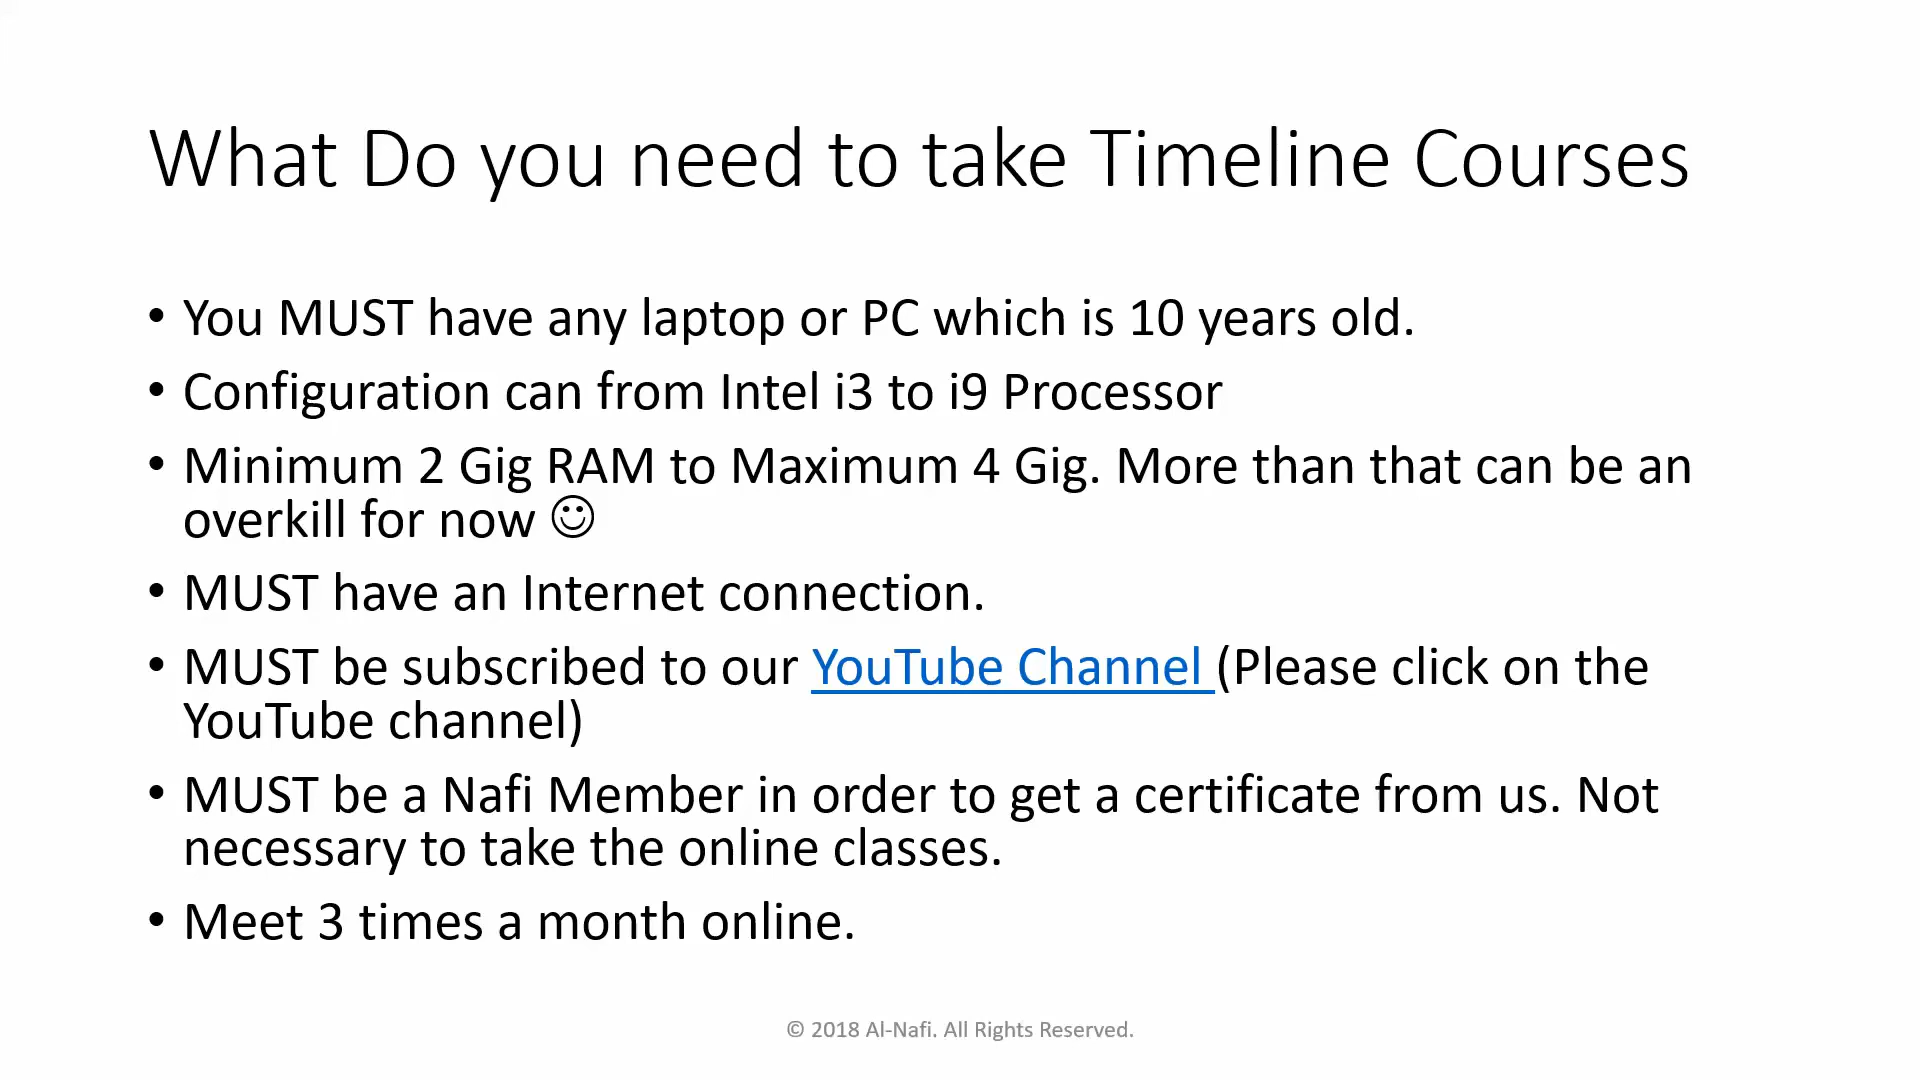 What Do you need to take Timeline Courses
• You MUST have any laptop or PC which is 10 years old.
• Configuration can from Intel i3 to i9 Processor
• Minimum 2 Gig RAM to Maximum 4 Gig. More than that can be an
overkill for now ☺
• MUST have an Internet connection.
• MUST be subscribed to our YouTube Channel (Please click on the
YouTube channel)
• MUST be a Nafi Member in order to get a certificate from us. Not
necessary to take the online classes.
• Meet 3 times a month online.
© 2018 Al-Nafi. All Rights Reserved.